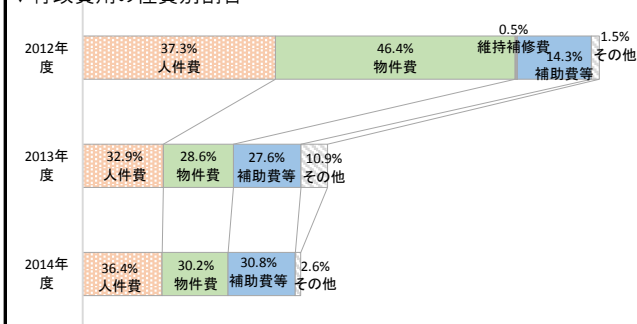 ▼行政費用の性質別割合
2012年度
37.3%
人件費
46.4%
物件費
0.5%
維持補修費
14.3%
補助費等
1.5%
その他
2013年度
32.9%
人件費
28.6%
物件費
27.6%
補助費等
10.9%
その他
2014年度
36.4%
人件費
30.2%
物件費
30.8%
補助費等
2.6%
その他